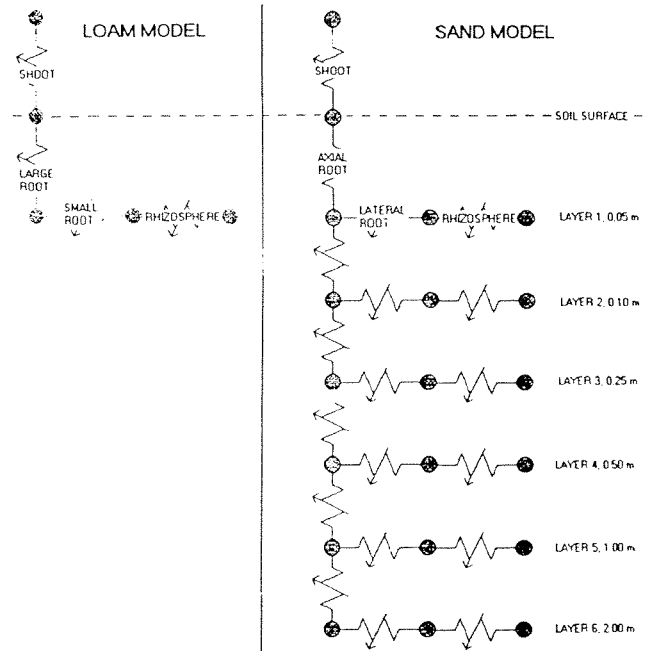 LOAM MODEL
SAND MODEL
SHOOT
SHOOT
SOIL SURFACE
LARGE
ROOT
AXIAL
ROOT
SMALL
ROOT
RHIZOSPHERE
LATERAL
ROOT
RHIZOSPHERE
LAYER 1, 0.05 m
LAYER 2, 0.10 m
LAYER 3, 0.25 m
LAYER 4, 0.50 m
LAYER 5, 1.00 m
LAYER 6, 2.00 m